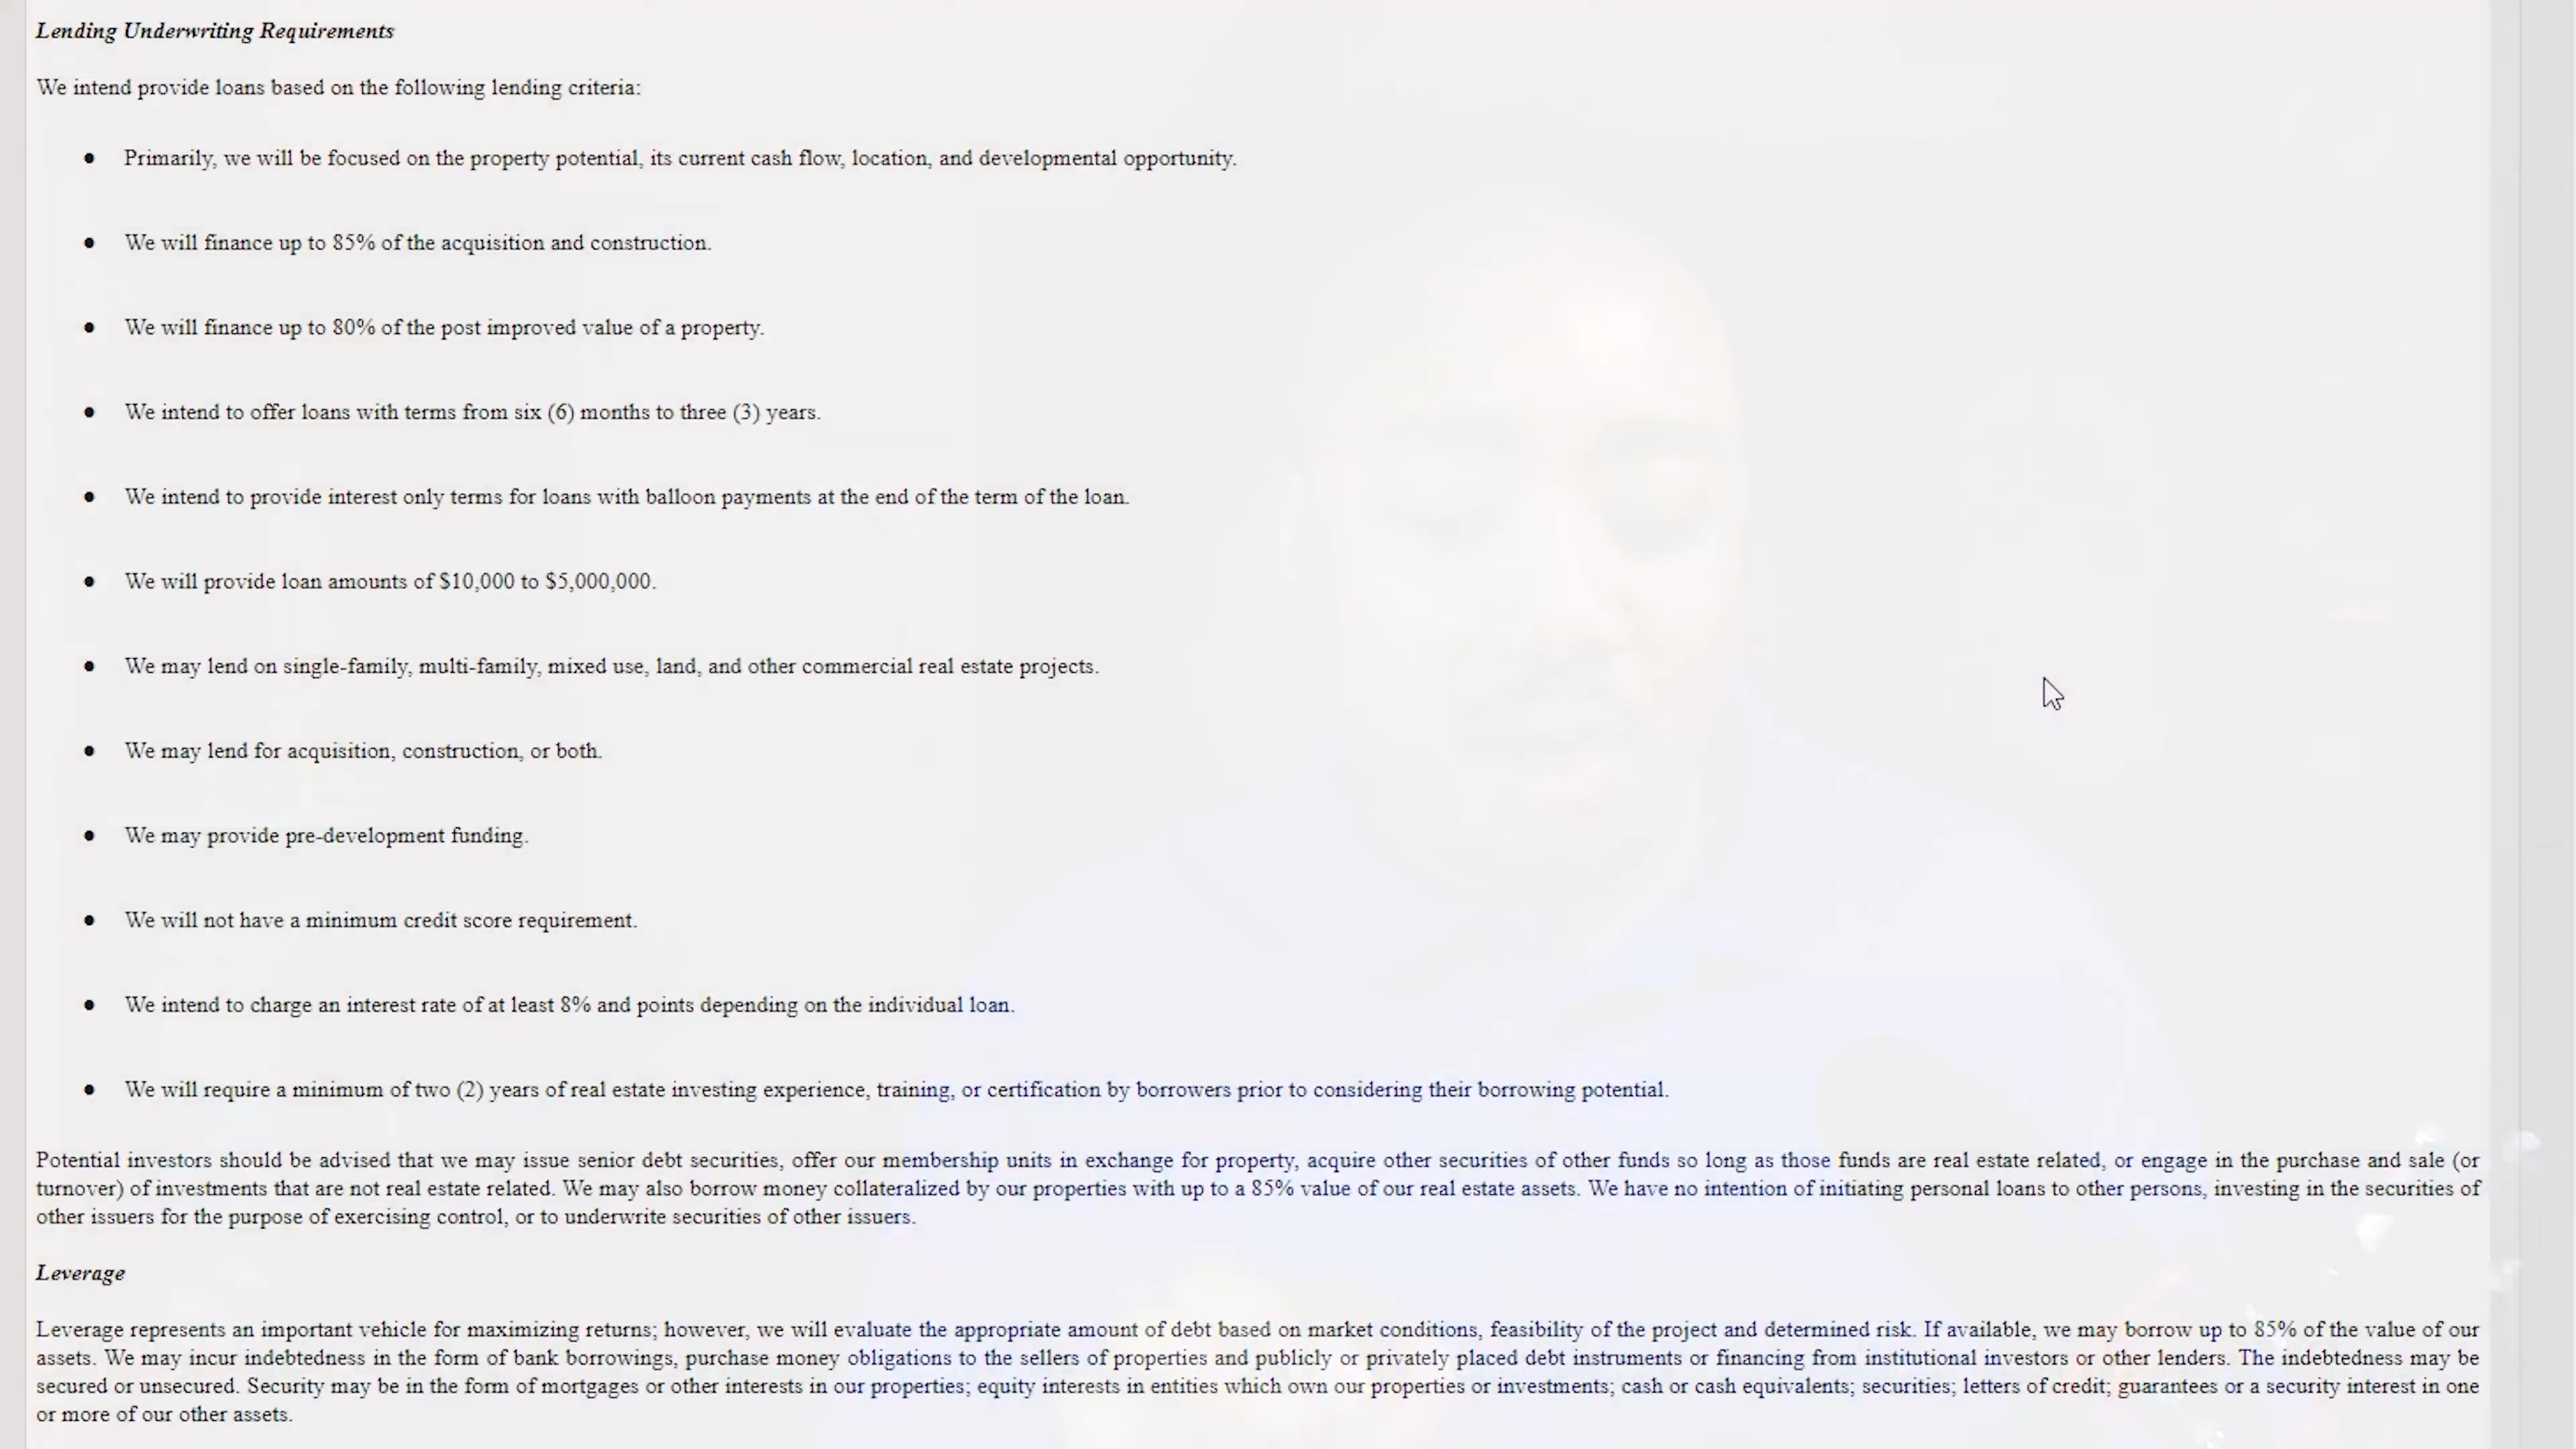 Lending Underwriting Requirements
We intend provide loans based on the following lending criteria:
● Primarily, we will be focused on the property potential, its current cash flow, location, and developmental opportunity.
● We will finance up to 85% of the acquisition and construction.
● We will finance up to 80% of the post improved value of a property.
● We intend to offer loans with terms from six (6) months to three (3) years.
● We intend to provide interest only terms for loans with balloon payments at the end of the term of the loan.
● We will provide loan amounts of $10,000 to $5,000,000.
● We may lend on single-family, multi-family, mixed use, land, and other commercial real estate projects.
● We may lend for acquisition, construction, or both.
● We may provide pre-development funding.
● We will not have a minimum credit score requirement.
● We intend to charge an interest rate of at least 8% and points depending on the individual loan.
● We will require a minimum of two (2) years of real estate investing experience, training, or certification by borrowers prior to considering their borrowing potential.
Potential investors should be advised that we may issue senior debt securities, offer our membership units in exchange for property, acquire other securities of other funds so long as those funds are real estate related, or engage in the purchase and sale (or
turnover) of investments that are not real estate related. We may also borrow money collateralized by our properties with up to a 85% value of our real estate assets. We have no intention of initiating personal loans to other persons, investing in the securities of
other issuers for the purpose of exercising control, or to underwrite securities of other issuers.
Leverage
Leverage represents an important vehicle for maximizing returns; however, we will evaluate the appropriate amount of debt based on market conditions, feasibility of the project and determined risk. If available, we may borrow up to 85% of the value of our
assets. We may incur indebtedness in the form of bank borrowings, purchase money obligations to the sellers of properties and publicly or privately placed debt instruments or financing from institutional investors or other lenders. The indebtedness may be
secured or unsecured. Security may be in the form of mortgages or other interests in our properties; equity interests in entities which own our properties or investments; cash or cash equivalents; securities; letters of credit; guarantees or a security interest in one
or more of our other assets.